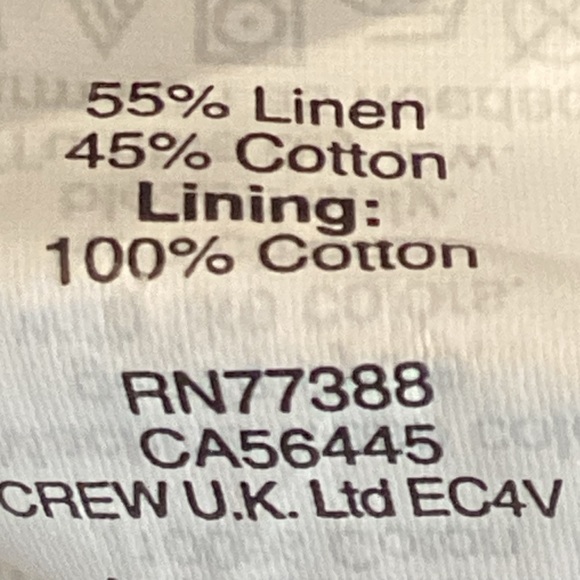 55% Linen
45% Cotton
Lining:
100% Cotton
RN77388
CA56445
CREW U.K. Ltd EC4V